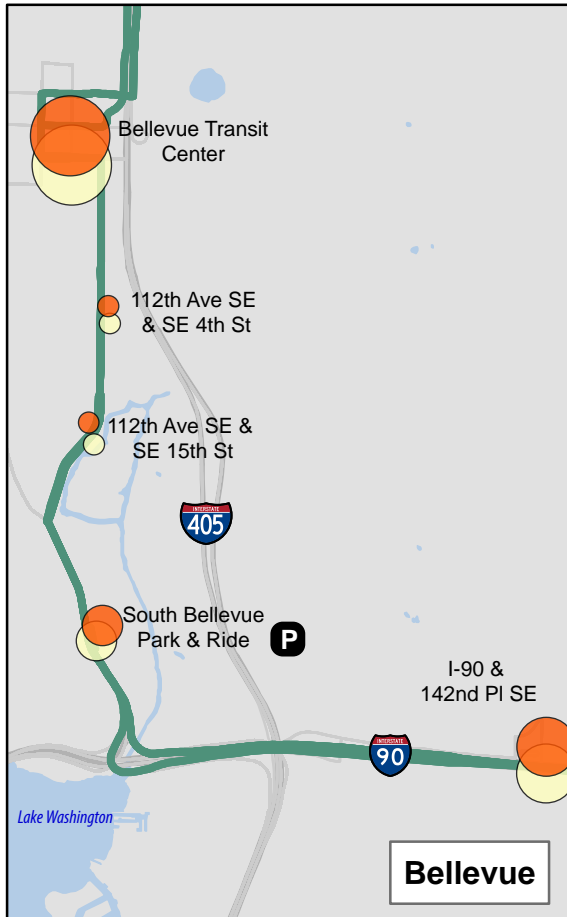 Bellevue Transit
Center
112th Ave SE
& SE 4th St
112th Ave SE &
SE 15th St
INTERSTATE
405
South Bellevue
Park & Ride
P
I-90 &
142nd Pl SE
INTERSTATE
90
Lake Washington
Bellevue